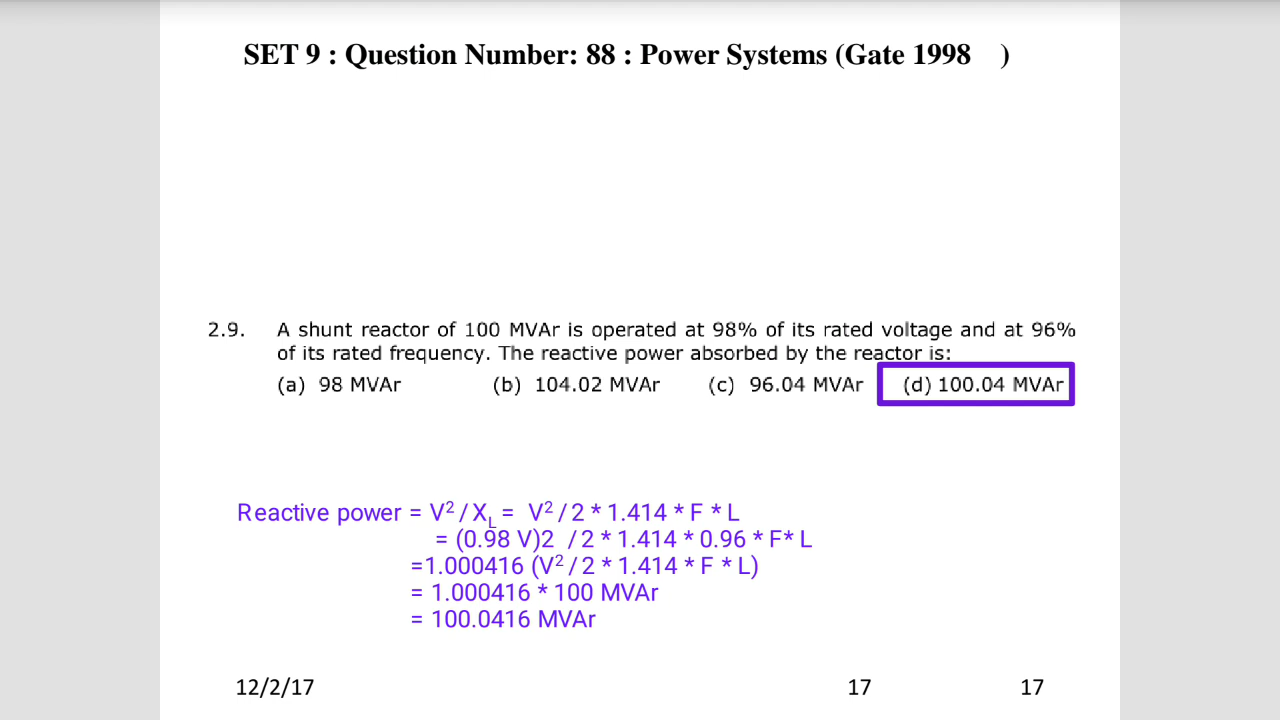 SET 9 : Question Number: 88 : Power Systems (Gate 1998 )
2.9. A shunt reactor of 100 MVAr is operated at 98% of its rated voltage and at 96%
of its rated frequency. The reactive power absorbed by the reactor is:
(a) 98 MVAr (b) 104.02 MVAr (c) 96.04 MVAr (d) 100.04 MVAr
Reactive power = V² / X_L = V² / 2 * 1.414 * F * L
= (0.98 V)2 / 2 * 1.414 * 0.96 * F* L
=1.000416 (V² / 2 * 1.414 * F * L)
= 1.000416 * 100 MVAr
= 100.0416 MVAr
12/2/17 17 17